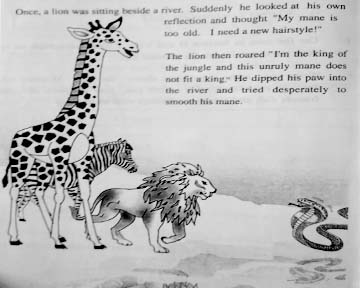 Once, a lion was sitting beside a river. Suddenly he looked at his own
reflection and thought "My mane is
too old. I need a new hairstyle!"
The lion then roared "I'm the king of
the jungle and this unruly mane does
not fit a king." He dipped his paw into
the river and tried desperately to
smooth his mane.